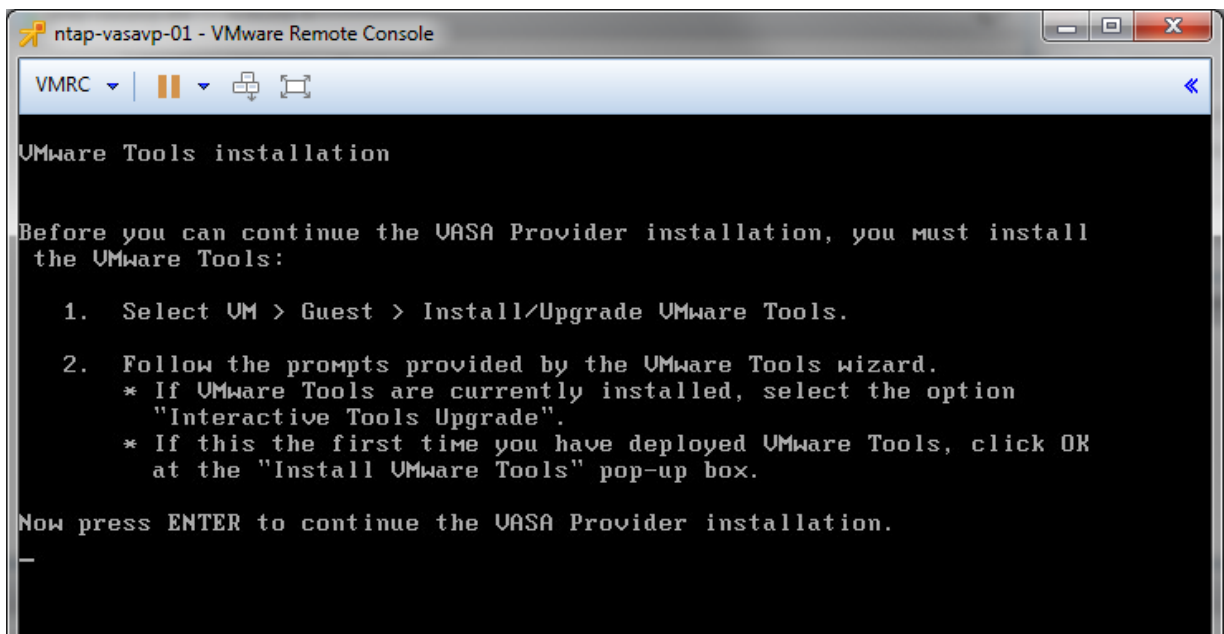 ntap-vasavp-01 - VMware Remote Console
VMRC
VMware Tools installation
Before you can continue the VASA Provider installation, you must install
the VMware Tools:
1. Select VM > Guest > Install/Upgrade VMware Tools.
2. Follow the prompts provided by the VMware Tools wizard.
* If VMware Tools are currently installed, select the option
"Interactive Tools Upgrade".
* If this the first time you have deployed VMware Tools, click OK
at the "Install VMware Tools" pop-up box.
Now press ENTER to continue the VASA Provider installation.
_